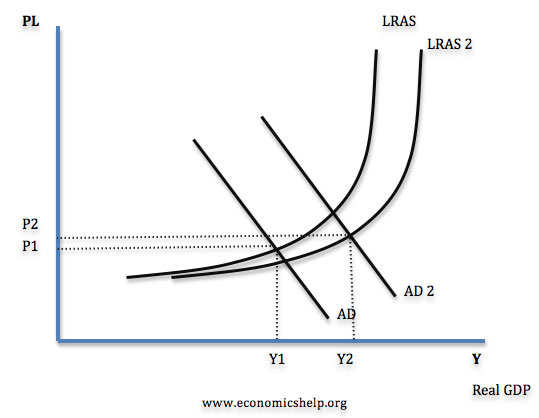 PL
LRAS
LRAS 2
P2
P1
AD 2
AD
Y1
Y2
Y
Real GDP
www.economicshelp.org